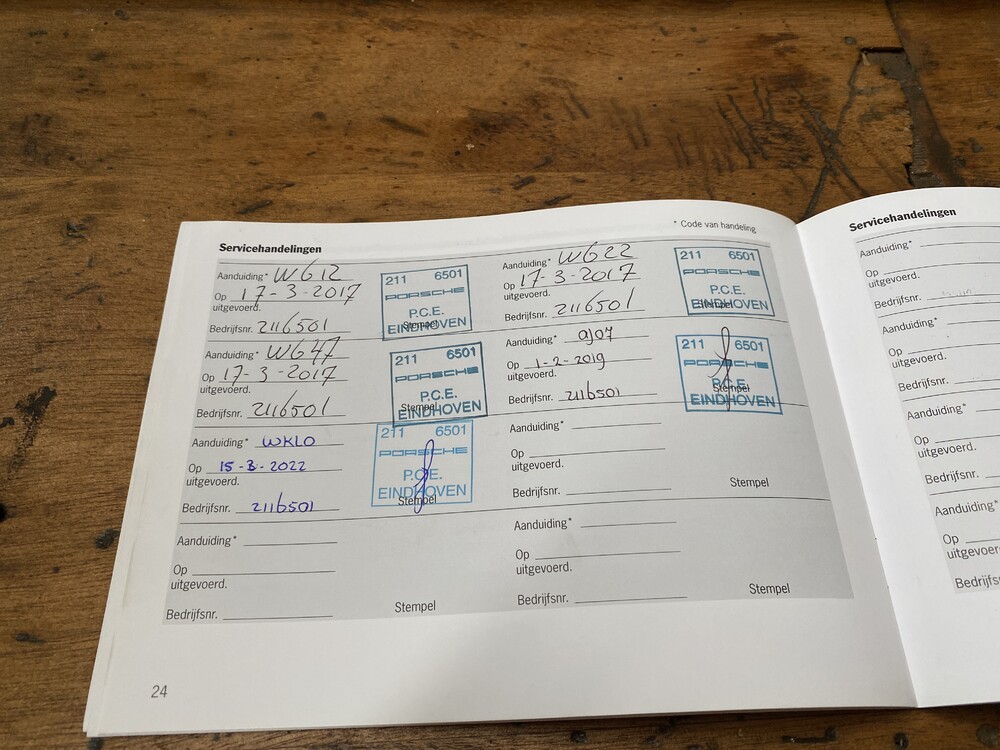 Servicehandelingen
* Code van handeling
Aanduiding* WG12
Op 17-3-2017
uitgevoerd.
Bedrijfsnr. 2116501
211 6501
PORSCHE
P.C.E.
EINDHOVEN
Stempel
Aanduiding* WG22
Op 17-3-2017
uitgevoerd.
Bedrijfsnr. 2116501
211 6501
PORSCHE
P.C.E.
EINDHOVEN
Stempel
Aanduiding* WG47
Op 17-3-2017
uitgevoerd.
Bedrijfsnr. 2116501
211 6501
PORSCHE
P.C.E.
EINDHOVEN
Stempel
Aanduiding*
Op 1-2-2019
uitgevoerd.
Bedrijfsnr. 2116501
211 6501
PORSCHE
P.C.E.
EINDHOVEN
Stempel
Aanduiding* WKLO
Op 15-3-2022
uitgevoerd.
Bedrijfsnr. 2116501
211 6501
PORSCHE
P.C.E.
EINDHOVEN
Stempel
Aanduiding*
Op
uitgevoerd.
Bedrijfsnr.
Stempel
Aanduiding*
Op
uitgevoerd.
Bedrijfsnr.
Stempel
Aanduiding*
Op
uitgevoerd.
Bedrijfsnr.
Stempel
24
Servicehandelingen
Aanduiding*
Op
uitgevoerd.
Bedrijfsnr.
Aanduiding*
Op
uitgevoerd.
Bedrijfsnr.
Aanduiding*
Op
uitgevoerd.
Bedrijfsnr.
Aanduiding*
Op
uitgevoer
Bedrijfs